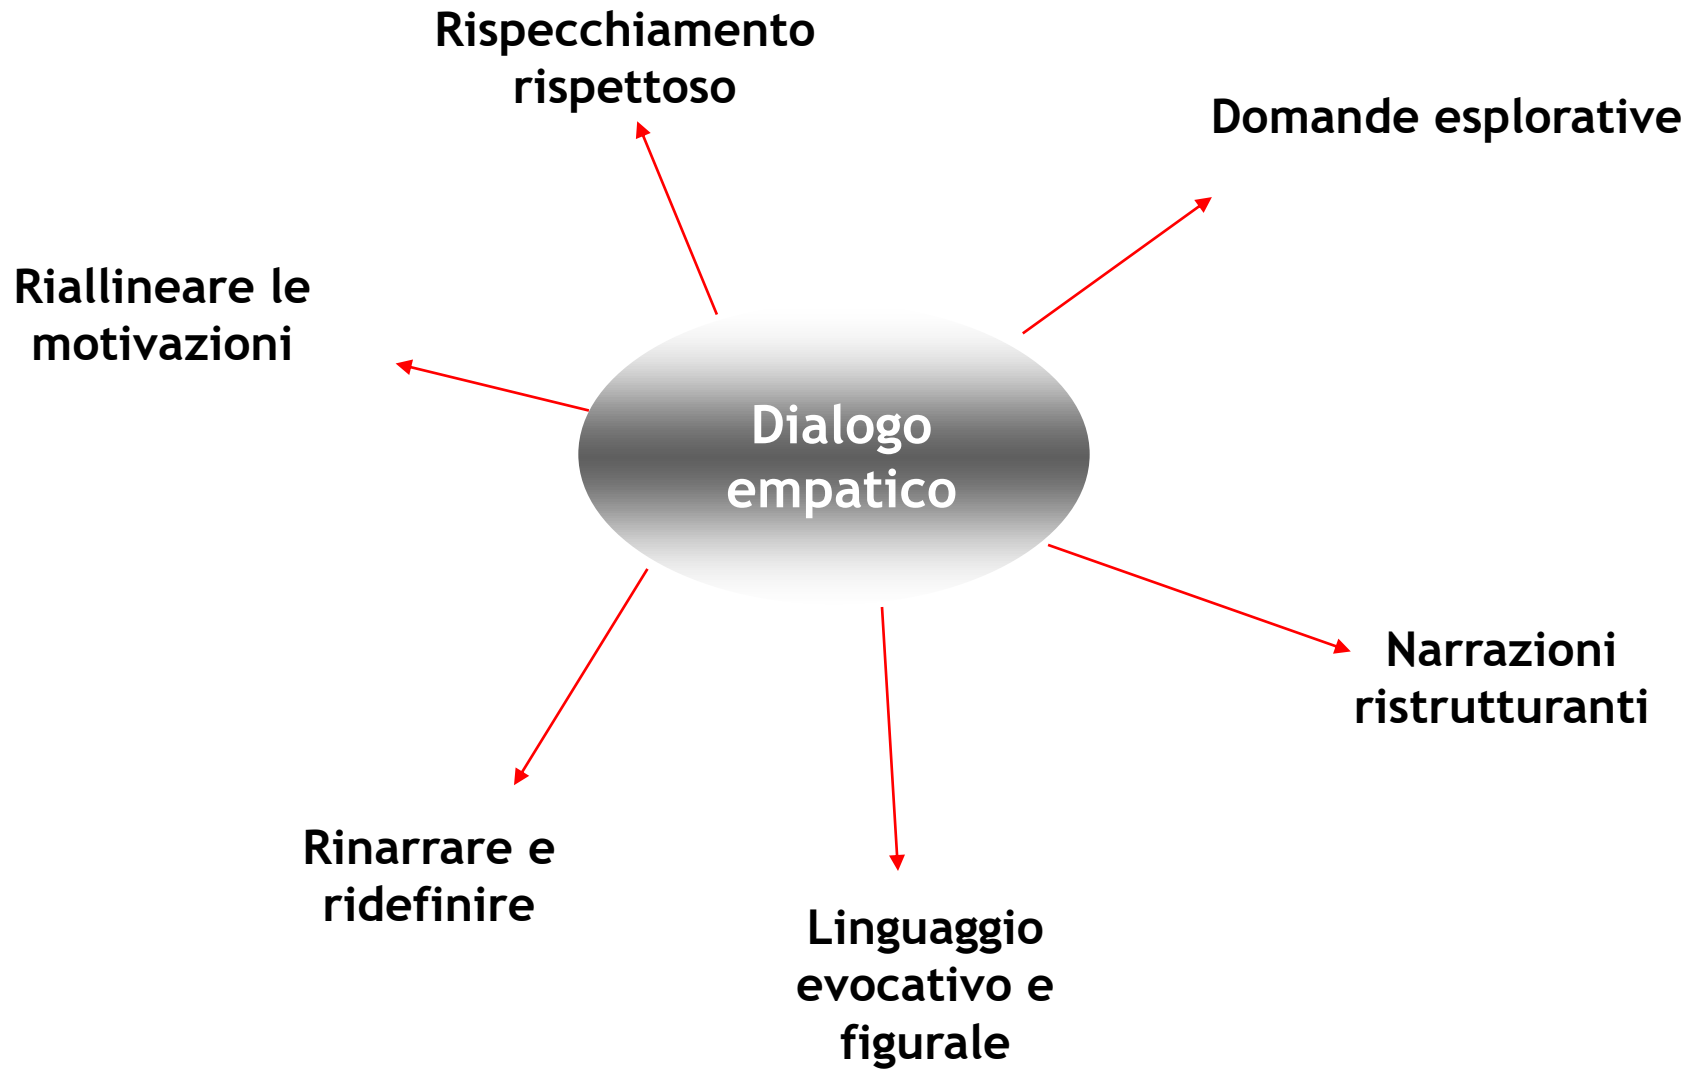 Rispecchiamento
rispettoso
Domande esplorative
Riallineare le
motivazioni
Dialogo
empatico
Narrazioni
ristrutturanti
Rinarrare e
ridefinire
Linguaggio
evocativo e
figurale